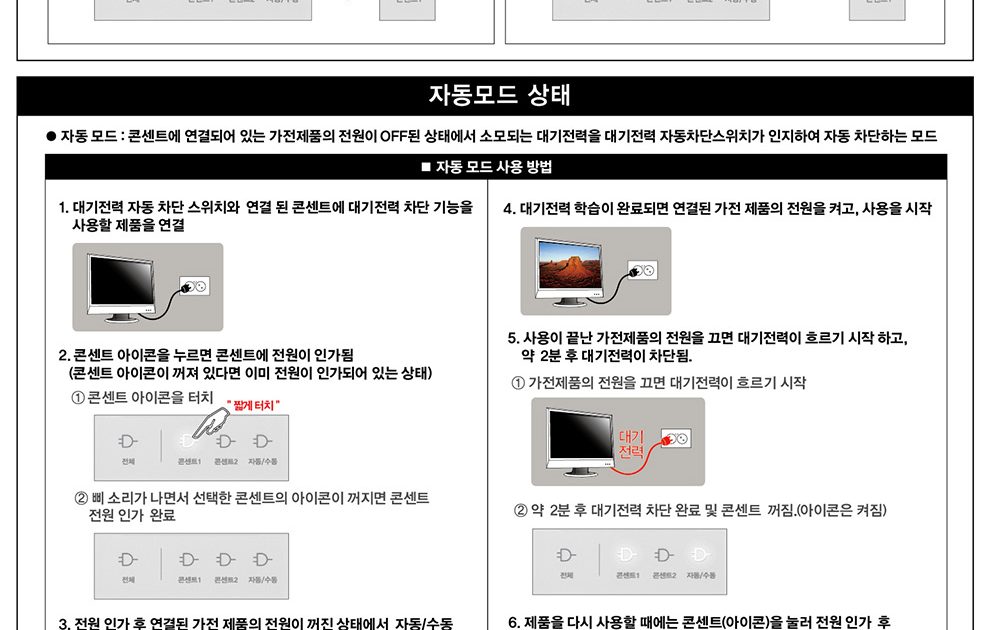 자동모드 상태
● 자동 모드 : 콘센트에 연결되어 있는 가전제품의 전원이 OFF된 상태에서 소모되는 대기전력을 대기전력 자동차단스위치가 인지하여 자동 차단하는 모드
■ 자동 모드 사용 방법
1. 대기전력 자동 차단 스위치와 연결 된 콘센트에 대기전력 차단 기능을
사용할 제품을 연결
2. 콘센트 아이콘을 누르면 콘센트에 전원이 인가됨
(콘센트 아이콘이 꺼져 있다면 이미 전원이 인가되어 있는 상태)
① 콘센트 아이콘을 터치
" 짧게 터치 "
전체 콘센트1 콘센트2 자동/수동
② 삐 소리가 나면서 선택한 콘센트의 아이콘이 꺼지면 콘센트
전원 인가 완료
전체 콘센트1 콘센트2 자동/수동
3. 전원 인가 후 연결된 가전 제품의 전원이 꺼진 상태에서 자동/수동
4. 대기전력 학습이 완료되면 연결된 가전 제품의 전원을 켜고, 사용을 시작
5. 사용이 끝난 가전제품의 전원을 끄면 대기전력이 흐르기 시작 하고,
약 2분 후 대기전력이 차단됨.
① 가전제품의 전원을 끄면 대기전력이 흐르기 시작
대기
전력
② 약 2분 후 대기전력 차단 완료 및 콘센트 꺼짐.(아이콘은 켜짐)
전체 콘센트1 콘센트2 자동/수동
6. 제품을 다시 사용할 때에는 콘센트(아이콘)을 눌러 전원 인가 후